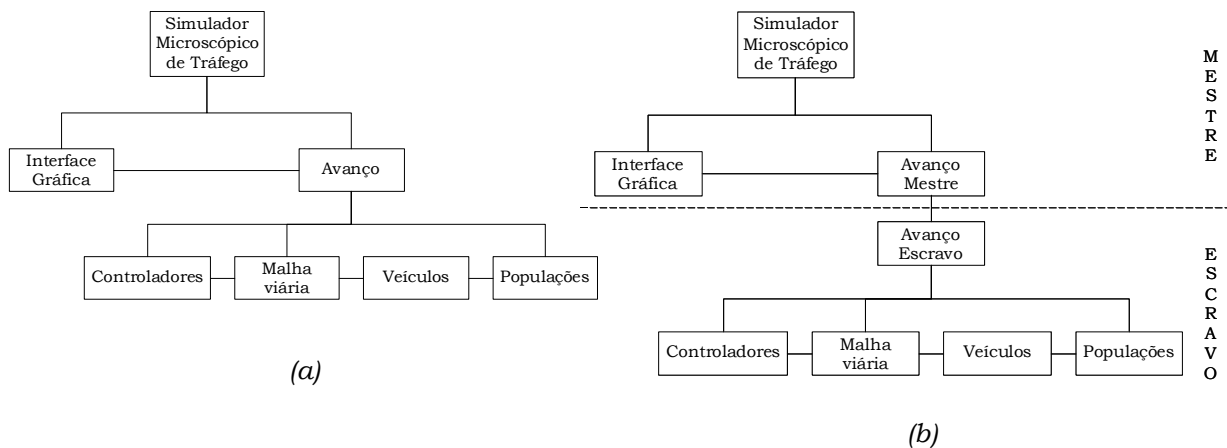 Simulador
Microscópico
de Tráfego
Interface
Gráfica
Avanço
Controladores
Malha
viária
Veículos
Populações
(a)
Simulador
Microscópico
de Tráfego
Interface
Gráfica
Avanço
Mestre
M
E
S
T
R
E
Avanço
Escravo
Controladores
Malha
viária
Veículos
Populações
E
S
C
R
A
V
O
(b)